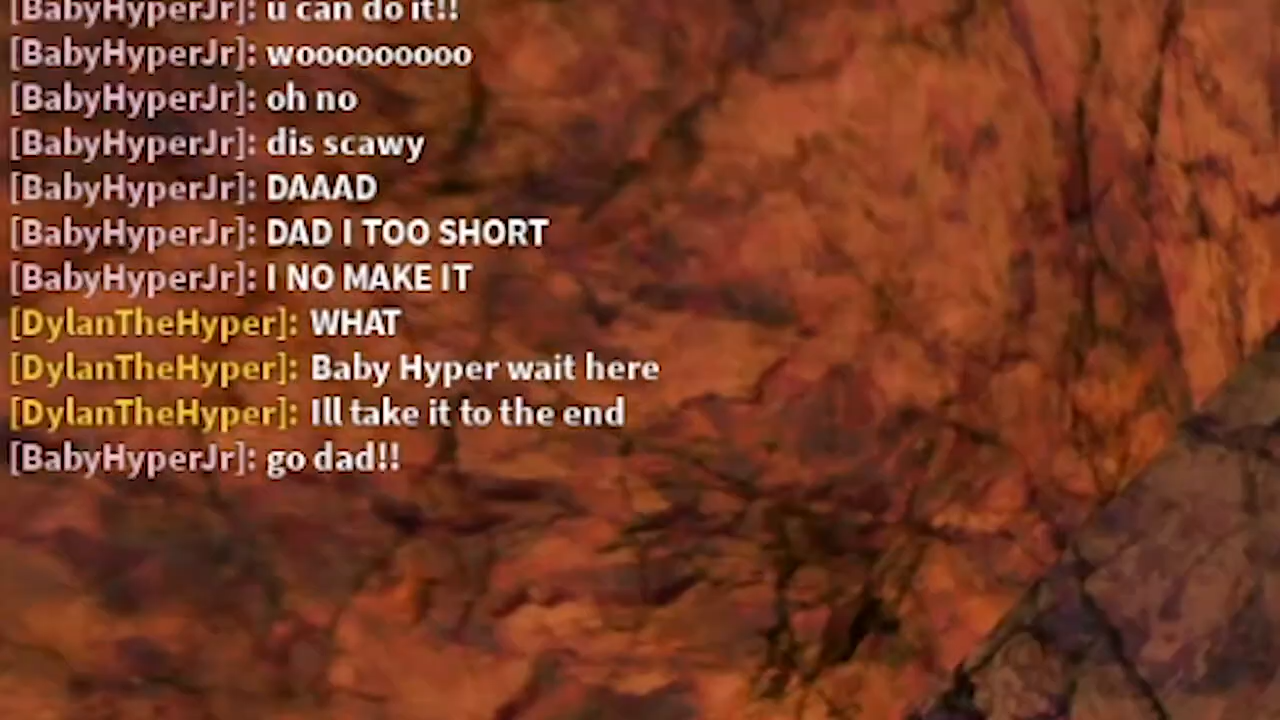 [BabyHyperJr]: u can do it!!
[BabyHyperJr]: wooooooooo
[BabyHyperJr]: oh no
[BabyHyperJr]: dis scawy
[BabyHyperJr]: DAAAD
[BabyHyperJr]: DAD I TOO SHORT
[BabyHyperJr]: I NO MAKE IT
[DylanTheHyper]: WHAT
[DylanTheHyper]: Baby Hyper wait here
[DylanTheHyper]: Ill take it to the end
[BabyHyperJr]: go dad!!